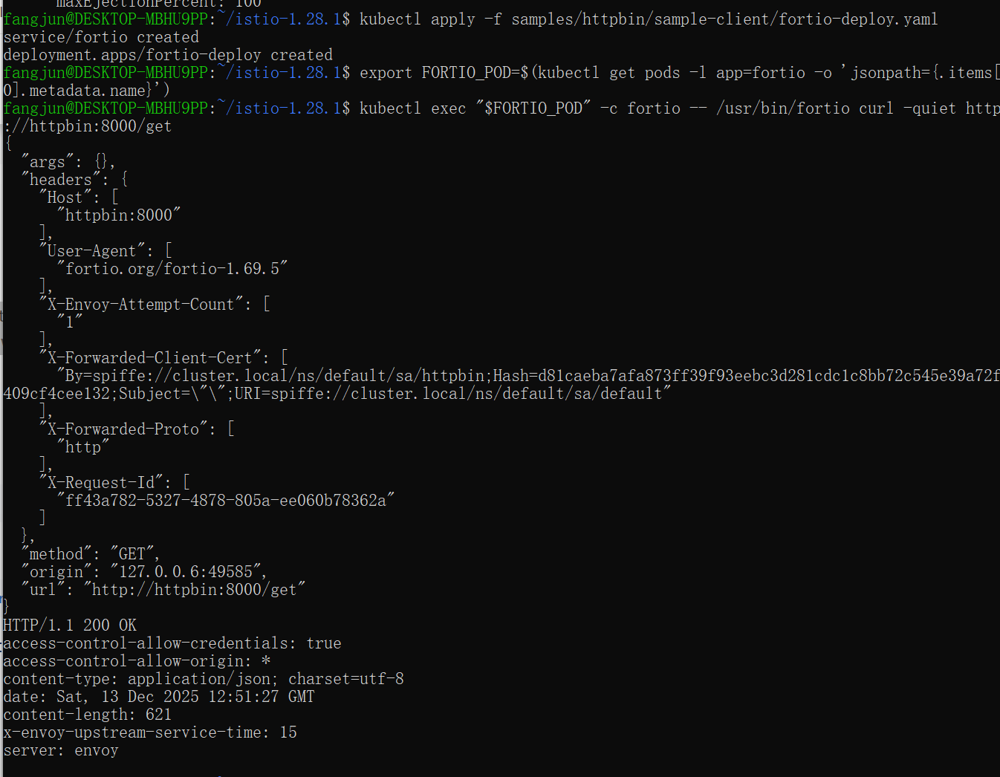 maxEjectionPercent: 100
fangjun@DESKTOP-MBHU9PP:~/istio-1.28.1$ kubectl apply -f samples/httpbin/sample-client/fortio-deploy.yaml
service/fortio created
deployment.apps/fortio-deploy created
fangjun@DESKTOP-MBHU9PP:~/istio-1.28.1$ export FORTIO_POD=$(kubectl get pods -l app=fortio -o 'jsonpath={.items[
0].metadata.name}')
fangjun@DESKTOP-MBHU9PP:~/istio-1.28.1$ kubectl exec "$FORTIO_POD" -c fortio -- /usr/bin/fortio curl -quiet http
://httpbin:8000/get
{
  "args": {},
  "headers": {
    "Host": [
      "httpbin:8000"
    ],
    "User-Agent": [
      "fortio.org/fortio-1.69.5"
    ],
    "X-Envoy-Attempt-Count": [
      "1"
    ],
    "X-Forwarded-Client-Cert": [
      "By=spiffe://cluster.local/ns/default/sa/httpbin;Hash=d81caeba7afa873ff39f93eebc3d281cdc1c8bb72c545e39a72f
409cf4cee132;Subject=\"\";URI=spiffe://cluster.local/ns/default/sa/default"
    ],
    "X-Forwarded-Proto": [
      "http"
    ],
    "X-Request-Id": [
      "ff43a782-5327-4878-805a-ee060b78362a"
    ]
  },
  "method": "GET",
  "origin": "127.0.0.6:49585",
  "url": "http://httpbin:8000/get"
}
HTTP/1.1 200 OK
access-control-allow-credentials: true
access-control-allow-origin: *
content-type: application/json; charset=utf-8
date: Sat, 13 Dec 2025 12:51:27 GMT
content-length: 621
x-envoy-upstream-service-time: 15
server: envoy